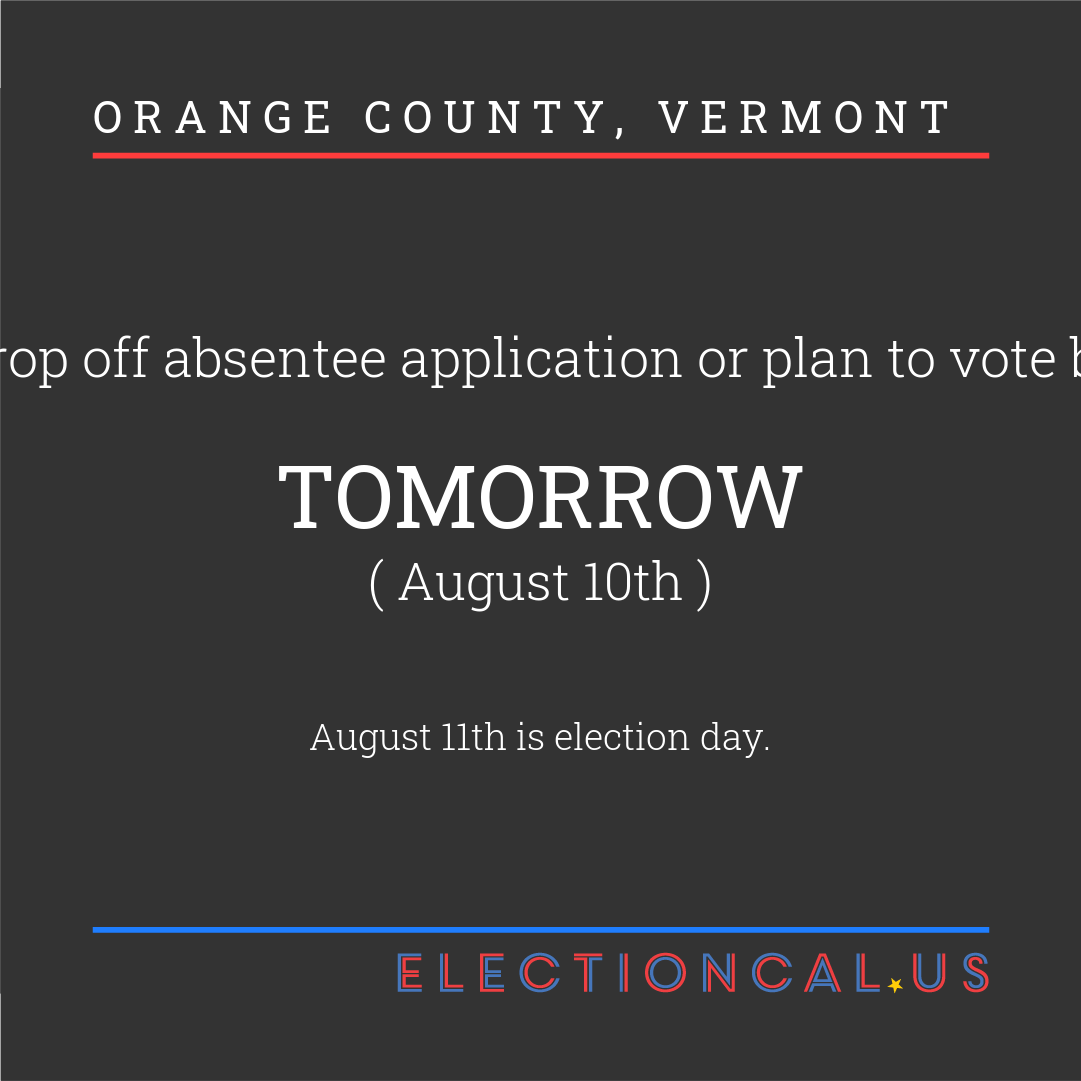 ORANGE COUNTY, VERMONT
rop off absentee application or plan to vote b
TOMORROW
( August 10th )
August 11th is election day.
ELECTIONCAL.US